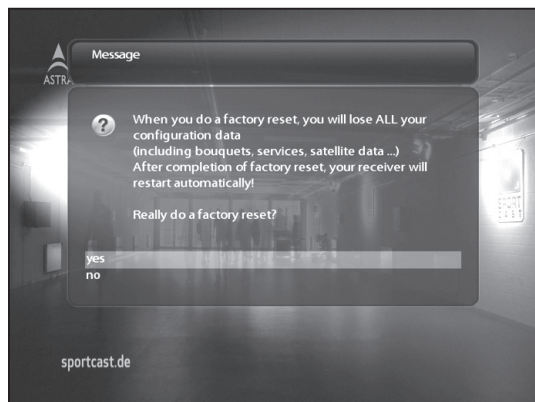 Message
ASTRA
When you do a factory reset, you will lose ALL your
configuration data
(including bouquets, services, satellite data ...)
After completion of factory reset, your receiver will
restart automatically!
Really do a factory reset?
yes
no
sportcast.de